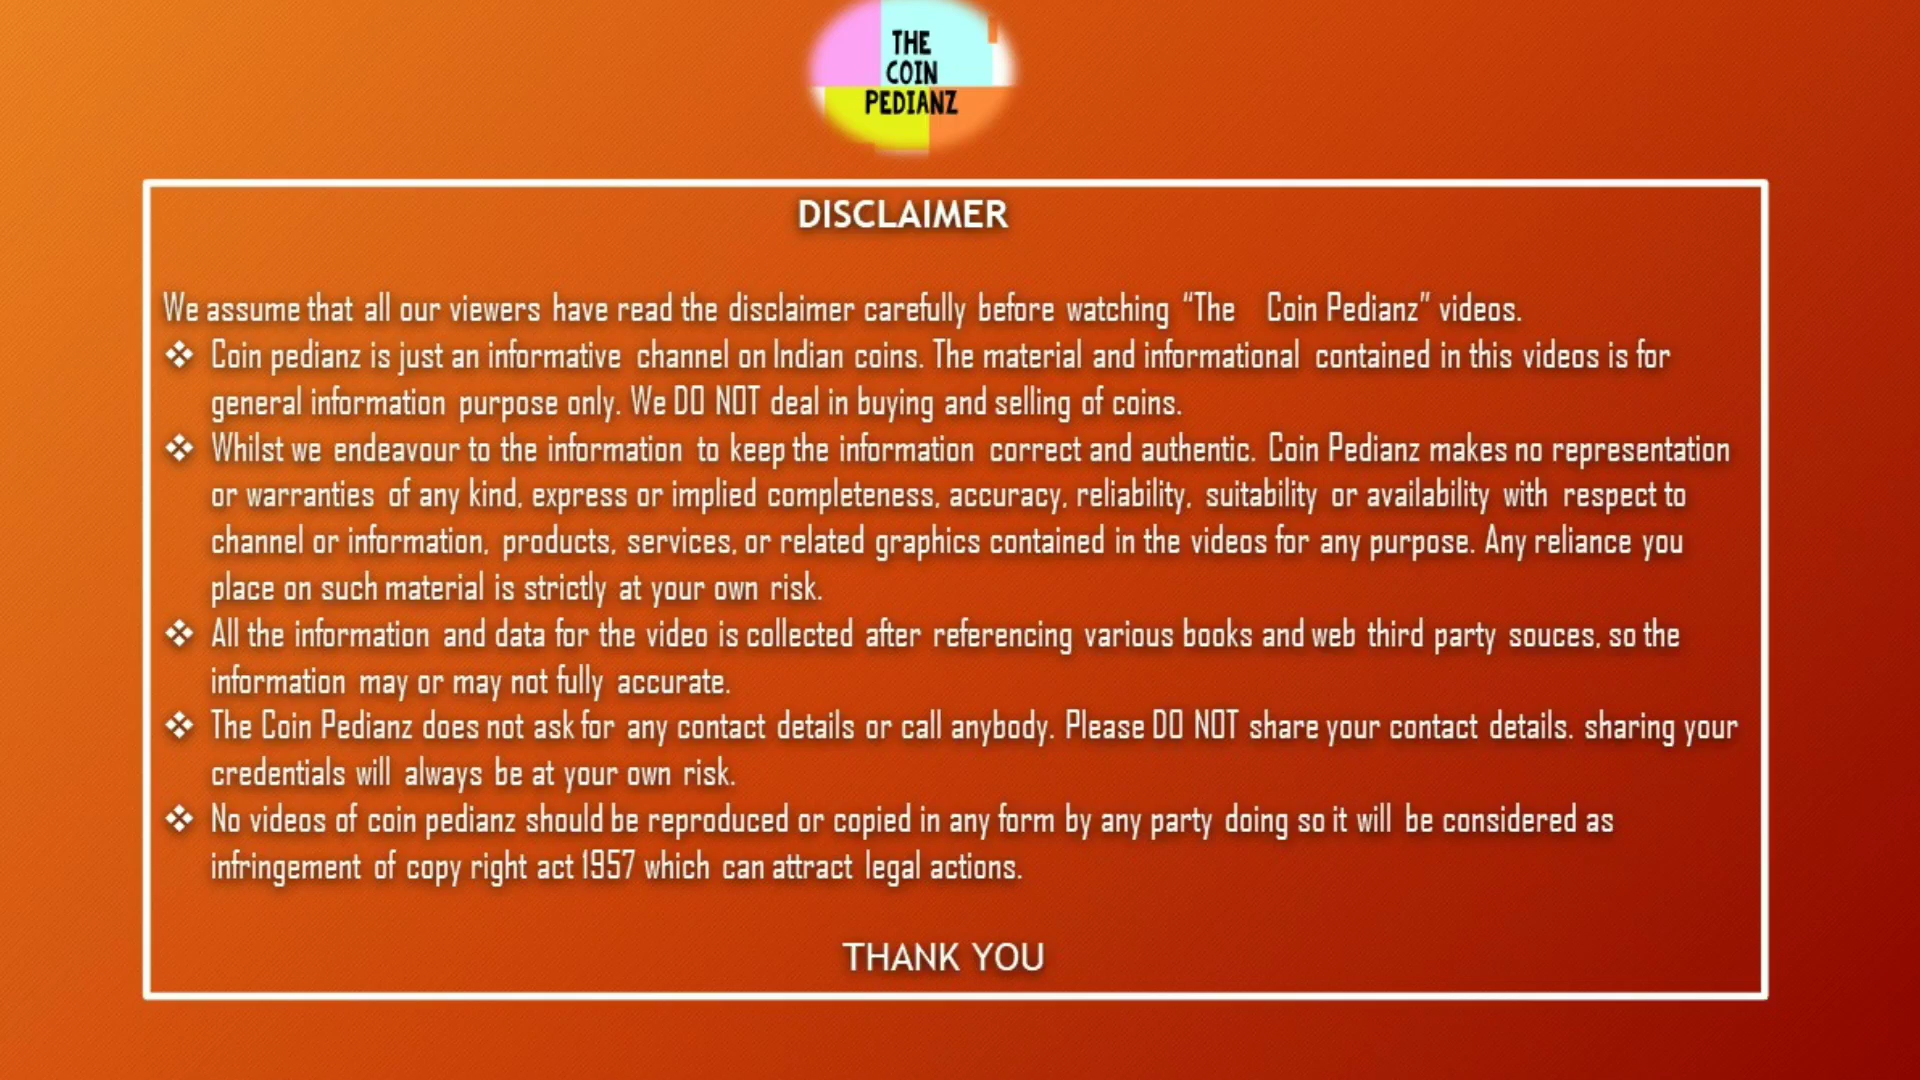 THE
COIN
PEDIANZ
DISCLAIMER
We assume that all our viewers have read the disclaimer carefully before watching “The Coin Pedianz” videos.
❖ Coin pedianz is just an informative channel on Indian coins. The material and informational contained in this videos is for
general information purpose only. We DO NOT deal in buying and selling of coins.
❖ Whilst we endeavour to the information to keep the information correct and authentic. Coin Pedianz makes no representation
or warranties of any kind, express or implied completeness, accuracy, reliability, suitability or availability with respect to
channel or information, products, services, or related graphics contained in the videos for any purpose. Any reliance you
place on such material is strictly at your own risk.
❖ All the information and data for the video is collected after referencing various books and web third party souces, so the
information may or may not fully accurate.
❖ The Coin Pedianz does not ask for any contact details or call anybody. Please DO NOT share your contact details. sharing your
credentials will always be at your own risk.
❖ No videos of coin pedianz should be reproduced or copied in any form by any party doing so it will be considered as
infringement of copy right act 1957 which can attract legal actions.
THANK YOU